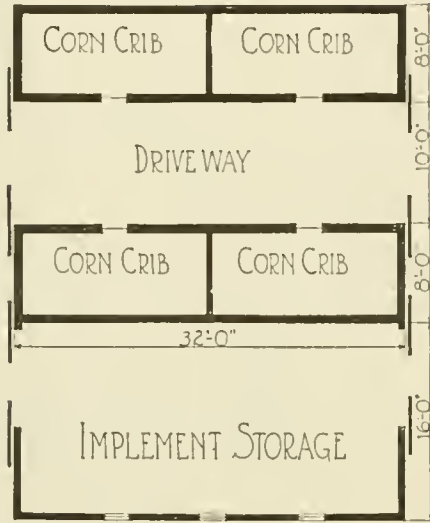 CORN CRIB CORN CRIB
8'-0"
DRIVEWAY
10'-0"
CORN CRIB CORN CRIB
8'-0"
32'-0"
IMPLEMENT STORAGE
16'-0"